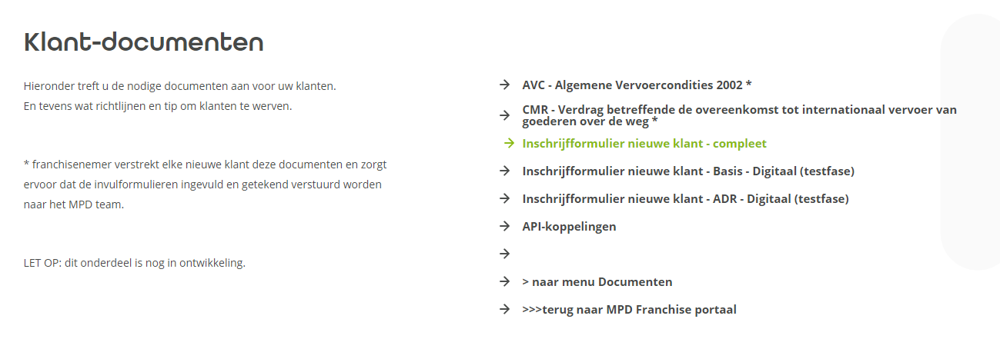 Klant-documenten
Hieronder treft u de nodige documenten aan voor uw klanten.
En tevens wat richtlijnen en tip om klanten te werven.
* franchisenemer verstrekt elke nieuwe klant deze documenten en zorgt
ervoor dat de invulformulieren ingevuld en getekend verstuurd worden
naar het MPD team.
LET OP: dit onderdeel is nog in ontwikkeling.
→ AVC - Algemene Vervoercondities 2002 *
→ CMR - Verdrag betreffende de overeenkomst tot internationaal vervoer van
goederen over de weg *
→ Inschrijfformulier nieuwe klant - compleet
→ Inschrijfformulier nieuwe klant - Basis - Digitaal (testfase)
→ Inschrijfformulier nieuwe klant - ADR - Digitaal (testfase)
→ API-koppelingen
→
→ > naar menu Documenten
→ >>>terug naar MPD Franchise portaal